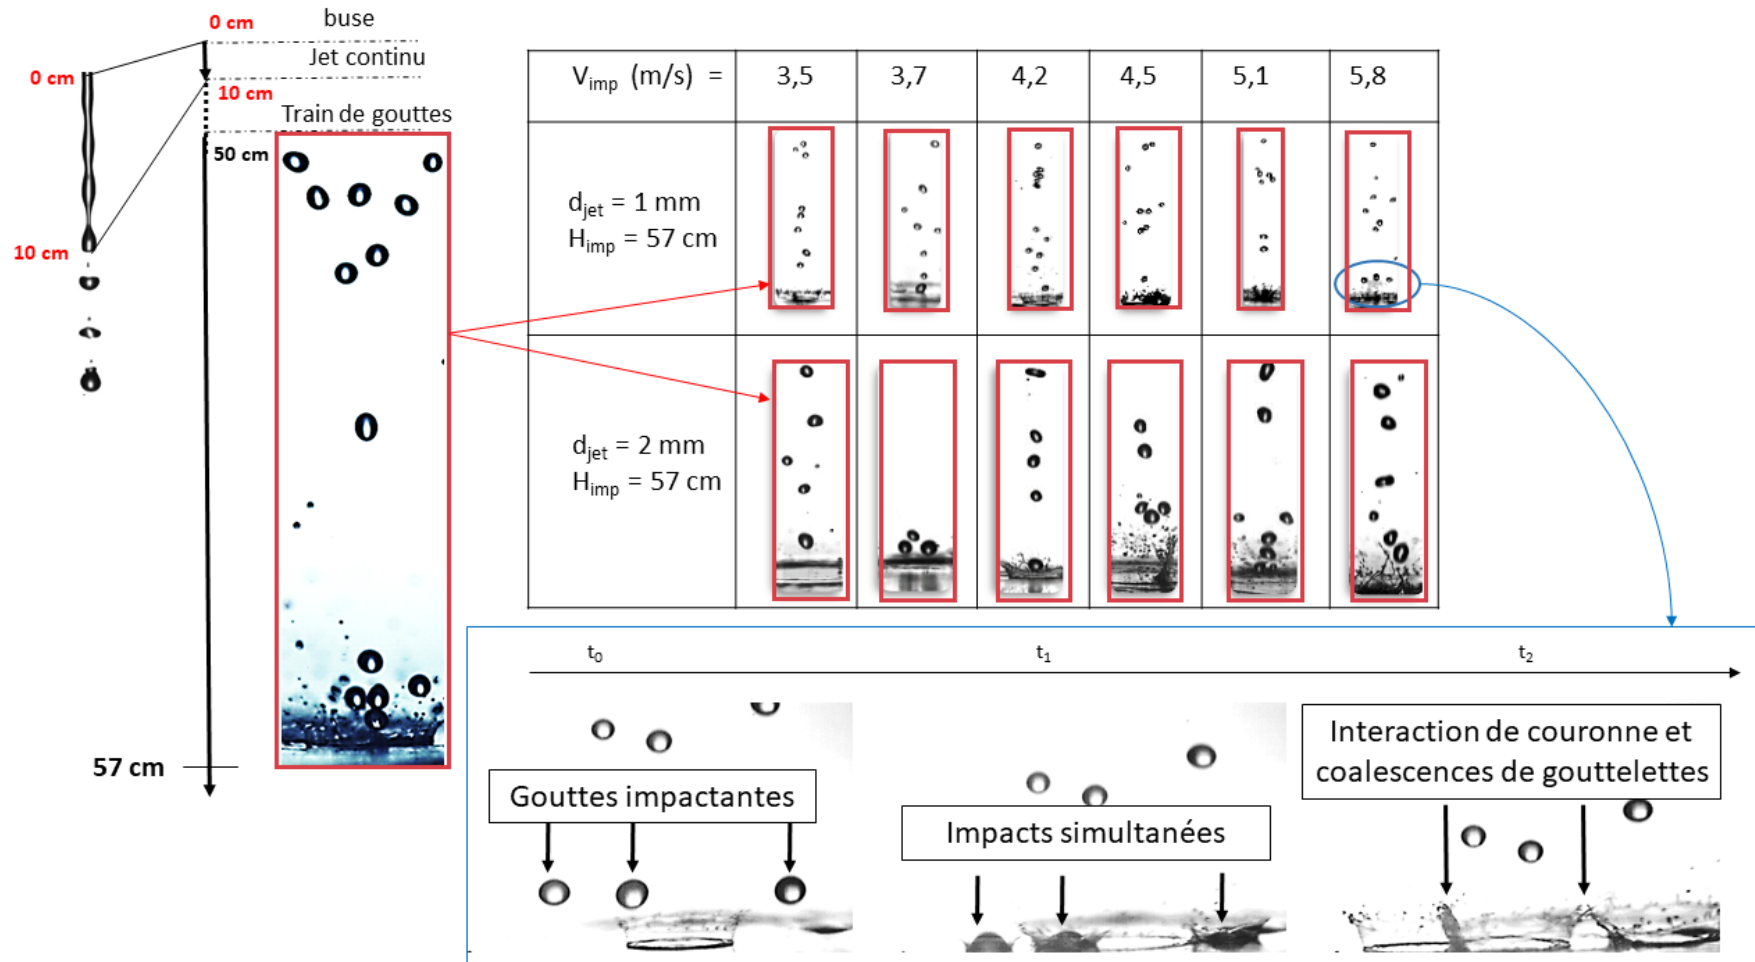 0 cm
buse
Jet continu
0 cm
10 cm
Train de gouttes
50 cm
10 cm
57 cm
Vimp (m/s) = 3,5 3,7 4,2 4,5 5,1 5,8
djet = 1 mm
Himp = 57 cm
djet = 2 mm
Himp = 57 cm
t0 t1 t2
Gouttes impactantes
Impacts simultanées
Interaction de couronne et
coalescences de gouttelettes